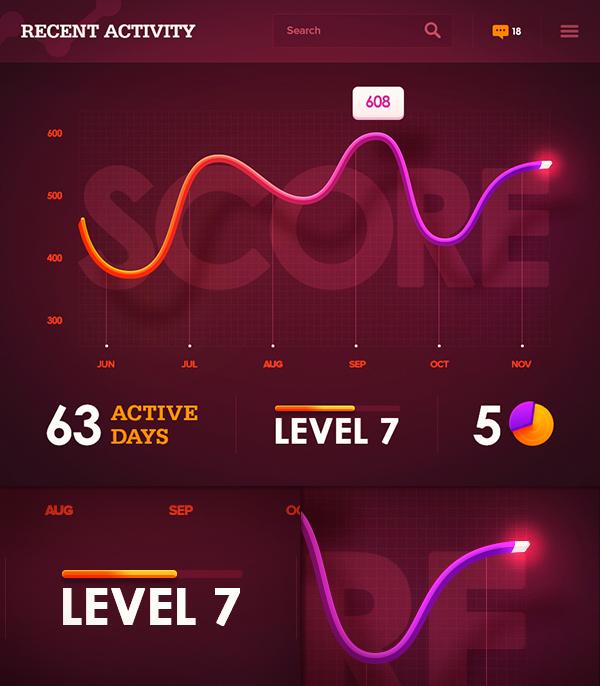 RECENT ACTIVITY
Search
18
608
600
500
400
300
SCORE
JUN JUL AUG SEP OCT NOV
63 ACTIVE
DAYS
LEVEL 7
5
AUG SEP OC
LEVEL 7
RE